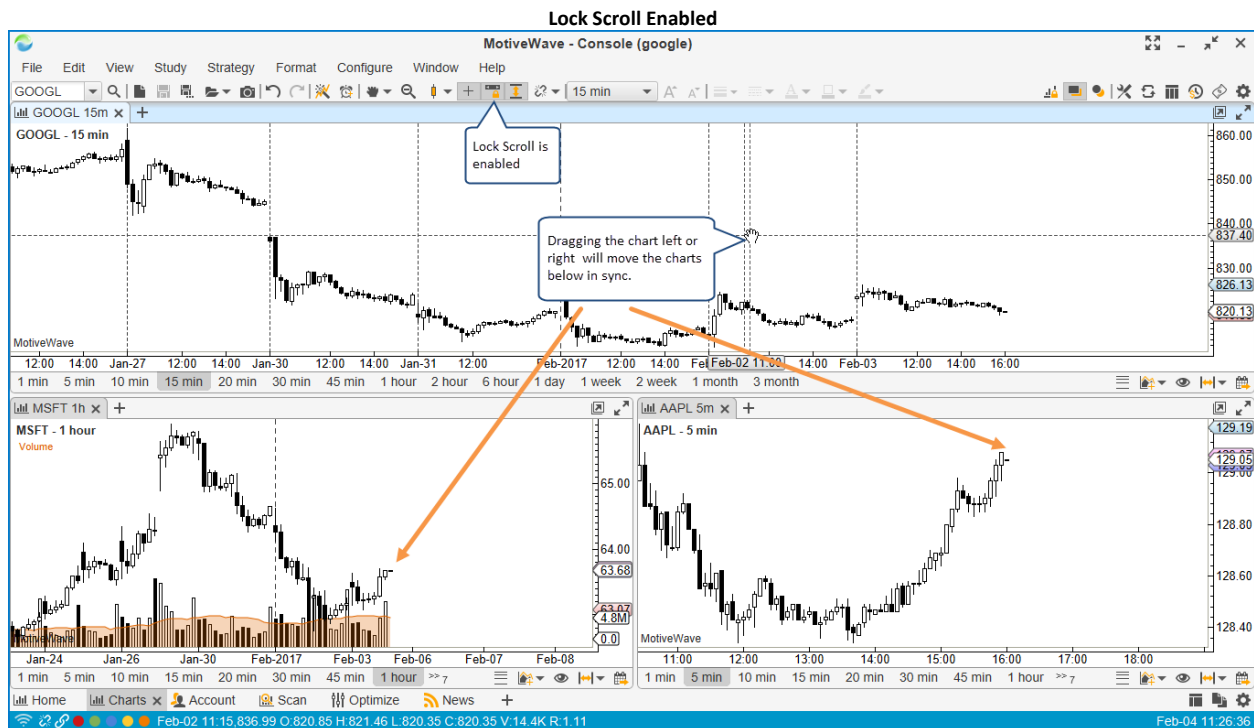 Lock Scroll Enabled
MotiveWave - Console (google)
File Edit View Study Strategy Format Configure Window Help
GOOGL 15 min
GOOGL 15m
GOOGL - 15 min
Lock Scroll is
enabled
Dragging the chart left or
right will move the charts
below in sync.
860.00
850.00
840.00
837.40
830.00
826.13
820.13
MotiveWave
12:00 14:00 Jan-27 12:00 14:00 Jan-30 12:00 14:00 Jan-31 12:00 Feb-2017 12:00 14:00 Feb-02 11:00 14:00 Feb-03 12:00 14:00 16:00
1 min 5 min 10 min 15 min 20 min 30 min 45 min 1 hour 2 hour 6 hour 1 day 1 week 2 week 1 month 3 month
MSFT 1h
MSFT - 1 hour
Volume
65.00
64.00
63.68
63.07
4.8M
0.0
MotiveWave
Jan-24 Jan-26 Jan-30 Feb-2017 Feb-03 Feb-06 Feb-07 Feb-08
1 min 5 min 10 min 15 min 20 min 30 min 45 min 1 hour >> 7
AAPL 5m
AAPL - 5 min
129.19
129.05
129.00
128.80
128.60
128.40
MotiveWave
11:00 12:00 13:00 14:00 15:00 16:00 17:00 18:00
1 min 5 min 10 min 15 min 20 min 30 min 45 min 1 hour >> 7
Home Charts Account Scan Optimize News
Feb-02 11:15,836.99 O:820.85 H:821.46 L:820.35 C:820.35 V:14.4K R:1.11
Feb-04 11:26:36